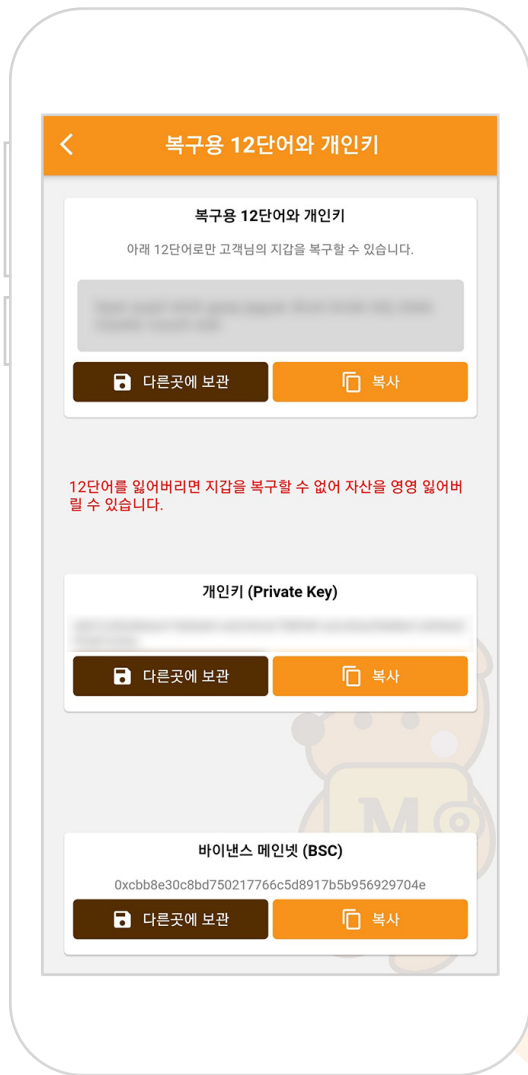 복구용 12단어와 개인키
복구용 12단어와 개인키
아래 12단어로만 고객님의 지갑을 복구할 수 있습니다.
다른곳에 보관
복사
12단어를 잃어버리면 지갑을 복구할 수 없어 자산을 영영 잃어버
릴 수 있습니다.
개인키 (Private Key)
다른곳에 보관
복사
M
바이낸스 메인넷 (BSC)
0xcbb8e30c8bd750217766c5d8917b5b956929704e
다른곳에 보관
복사